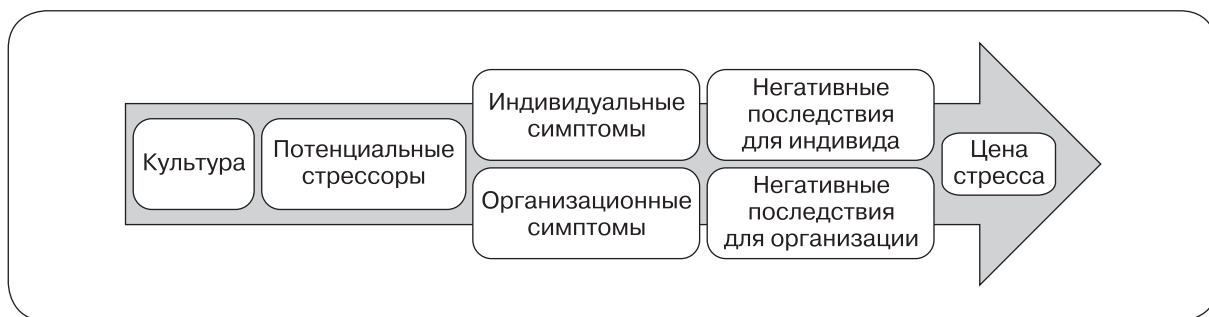 Культура
Потенциальные
стрессоры
Индивидуальные
симптомы
Организационные
симптомы
Негативные
последствия
для индивида
Негативные
последствия
для организации
Цена
стресса